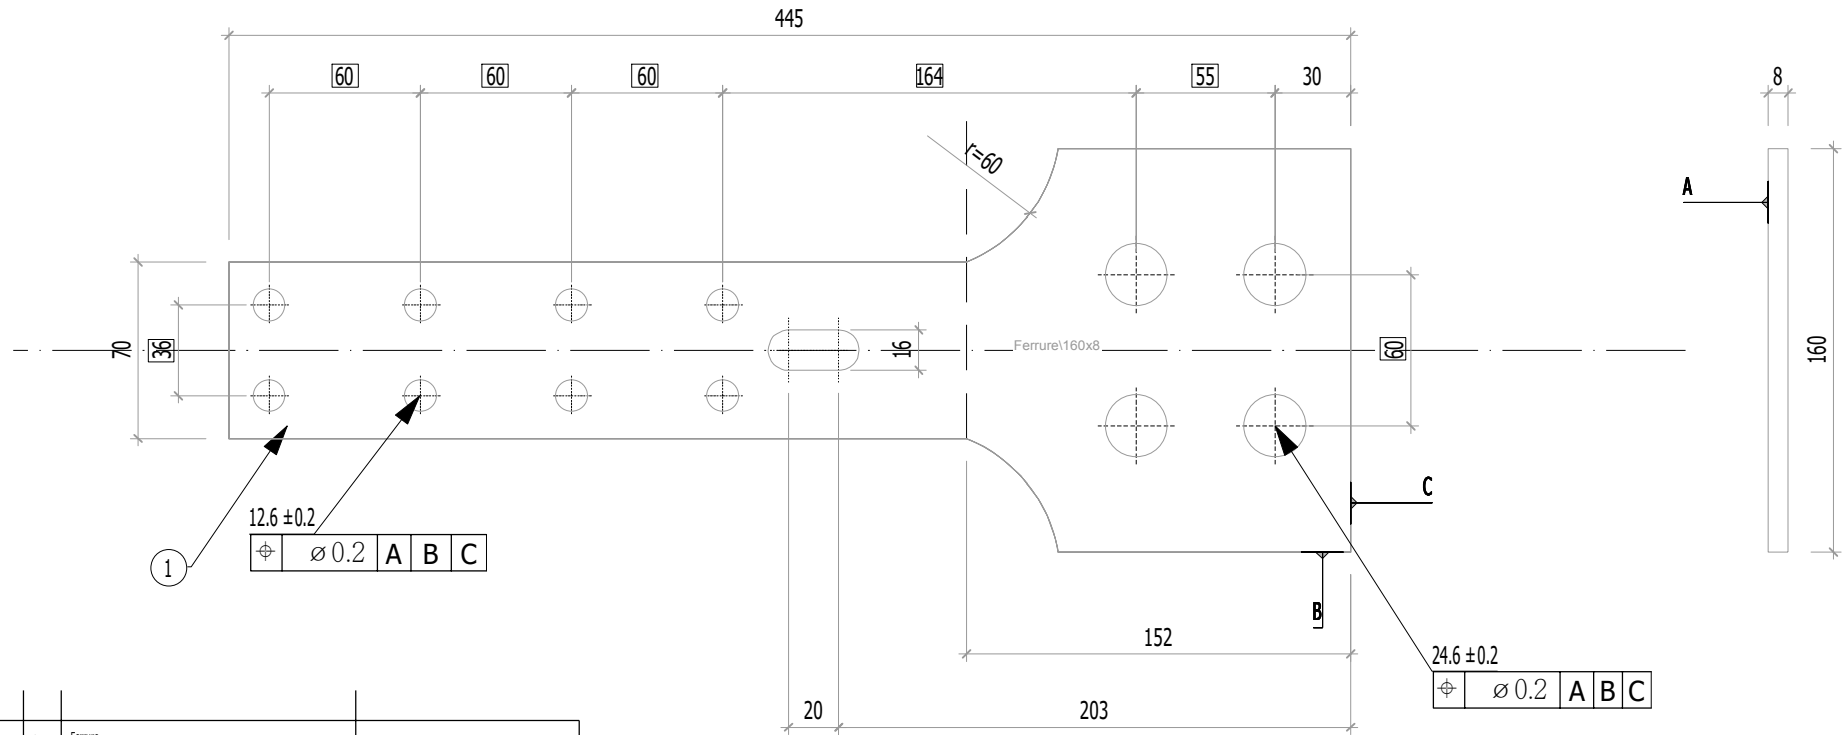 445
60 60 60 164 55 30 8
r=60
A
70 36 16 Ferrure\160x8 60 160
C
12.6 ±0.2
⌖ ⌀0.2 A B C
1
B
152
24.6 ±0.2
⌖ ⌀0.2 A B C
20 203
Ferrure